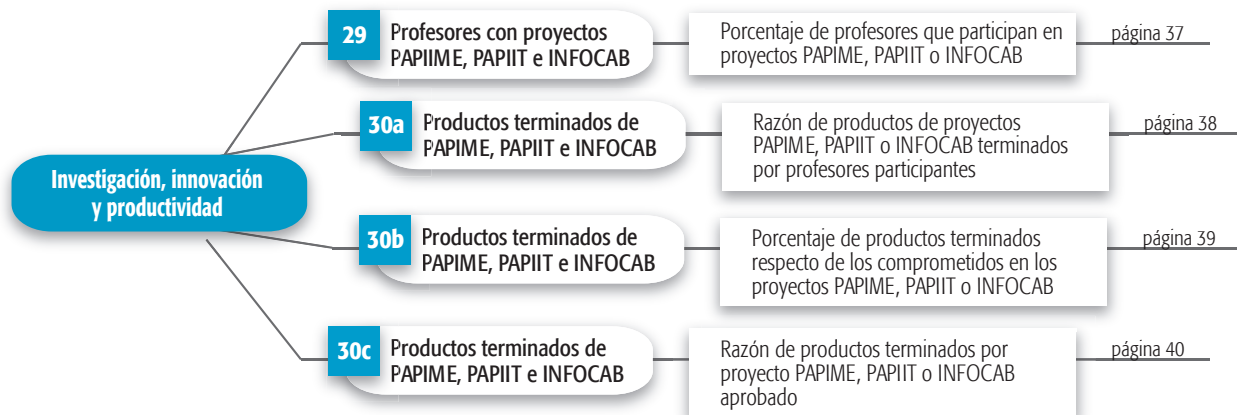 29
Profesores con proyectos
PAPIIME, PAPIIT e INFOCAB
Porcentaje de profesores que participan en
proyectos PAPIME, PAPIIT o INFOCAB
página 37
30a
Productos terminados de
PAPIME, PAPIIT e INFOCAB
Razón de productos de proyectos
PAPIME, PAPIIT o INFOCAB terminados
por profesores participantes
página 38
Investigación, innovación
y productividad
30b
Productos terminados de
PAPIME, PAPIIT e INFOCAB
Porcentaje de productos terminados
respecto de los comprometidos en los
proyectos PAPIME, PAPIIT o INFOCAB
página 39
30c
Productos terminados de
PAPIME, PAPIIT e INFOCAB
Razón de productos terminados por
proyecto PAPIME, PAPIIT o INFOCAB
aprobado
página 40